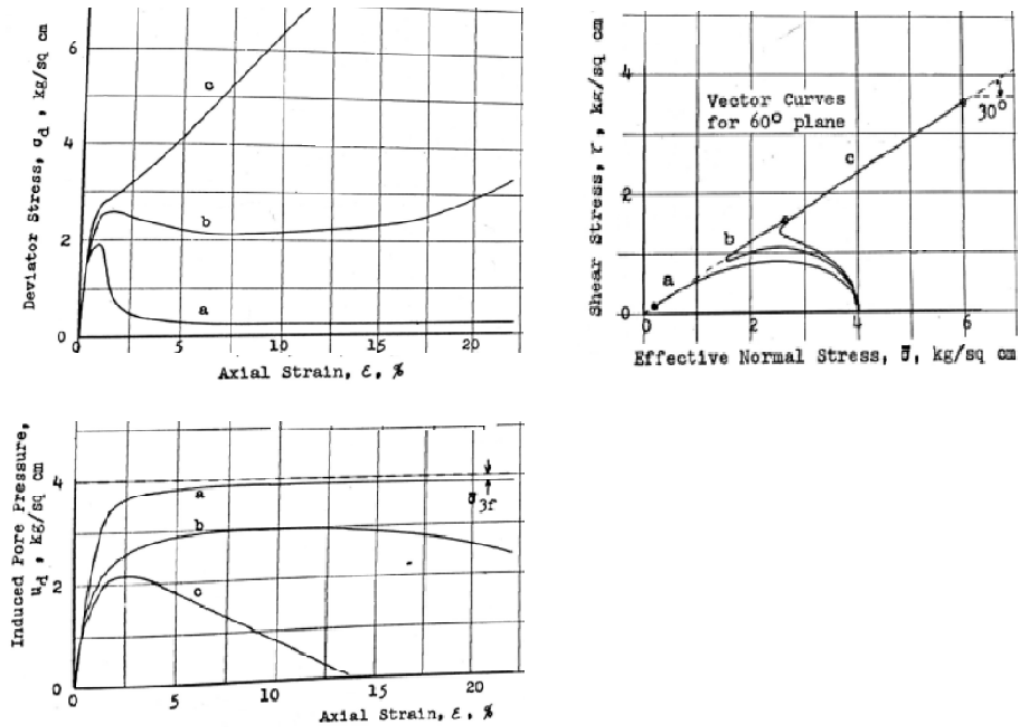 Deviator Stress, σd, kg/sq cm
6
4
2
0
c
b
a
0 5 10 15 20
Axial Strain, ε, %
Shear Stress, τ, kg/sq cm
4
2
0
Vector Curves
for 60° plane
30°
c
b
a
0 2 4 6
Effective Normal Stress, σ̄, kg/sq cm
Induced Pore Pressure,
ud, kg/sq cm
4
2
0
a
b
c
σ̄3f
0 5 10 15 20
Axial Strain, ε, %